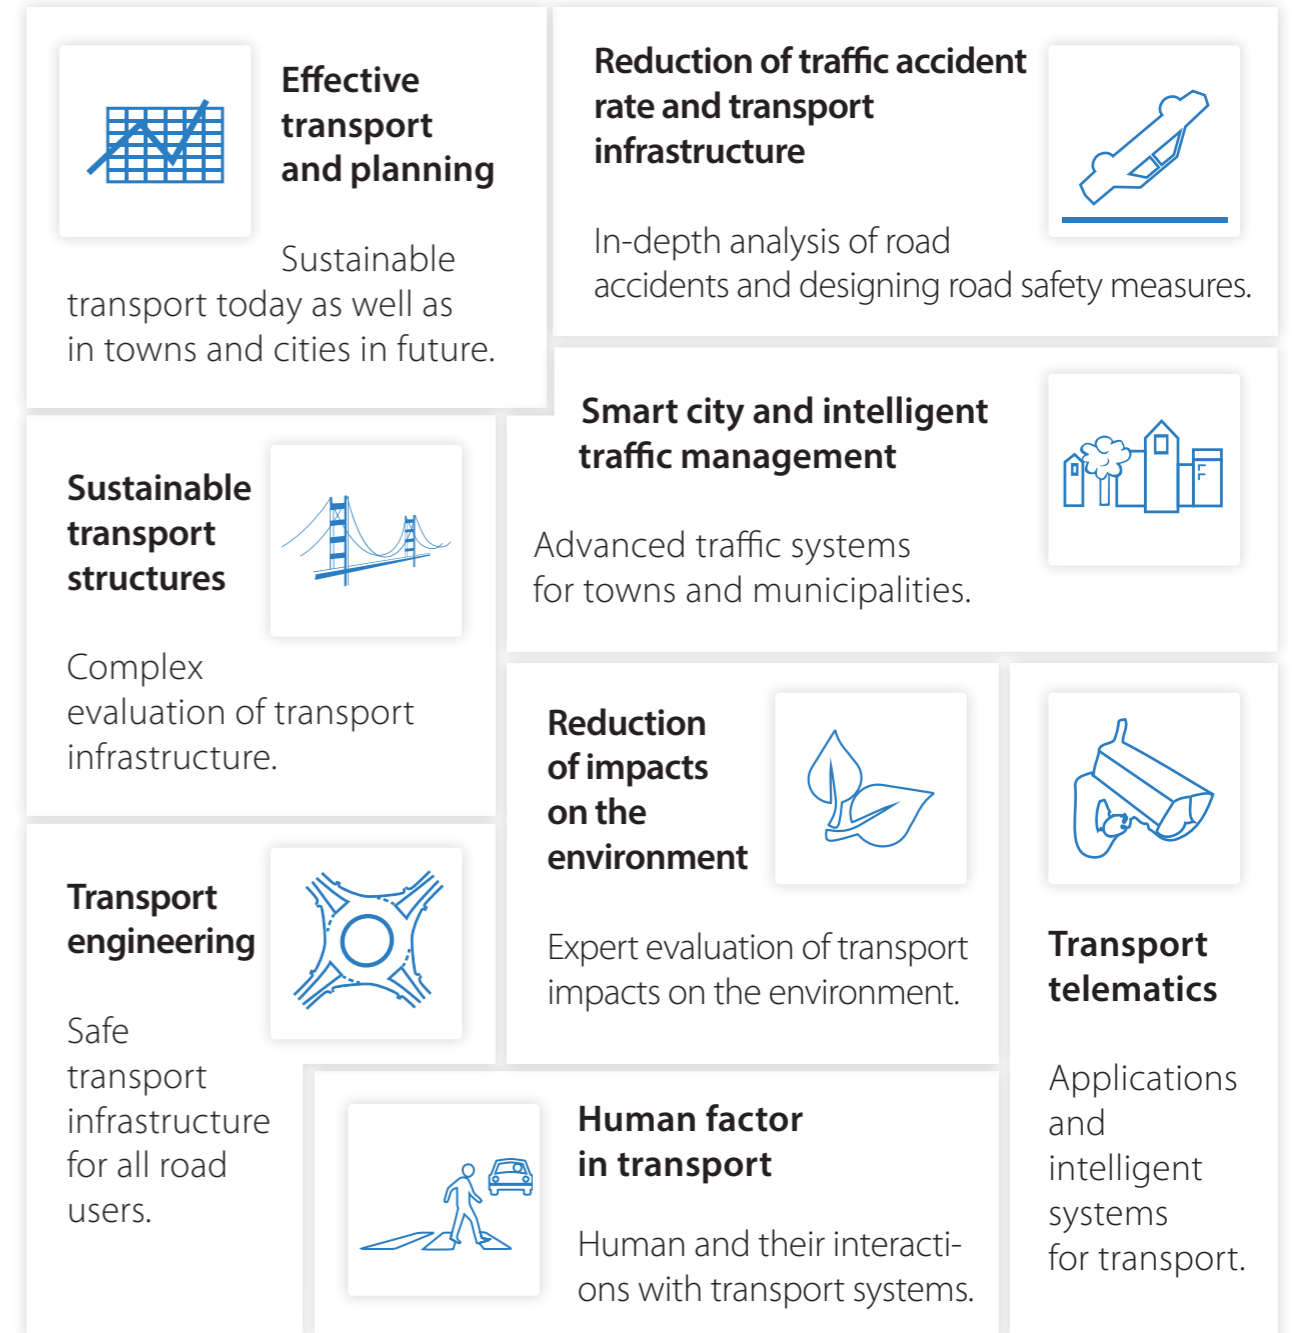 Effective
transport
and planning
Sustainable
transport today as well as
in towns and cities in future.
Reduction of traffic accident
rate and transport
infrastructure
In-depth analysis of road
accidents and designing road safety measures.
Smart city and intelligent
traffic management
Advanced traffic systems
for towns and municipalities.
Sustainable
transport
structures
Complex
evaluation of transport
infrastructure.
Reduction
of impacts
on the
environment
Expert evaluation of transport
impacts on the environment.
Transport
telematics
Applications
and
intelligent
systems
for transport.
Transport
engineering
Safe
transport
infrastructure
for all road
users.
Human factor
in transport
Human and their interacti-
ons with transport systems.